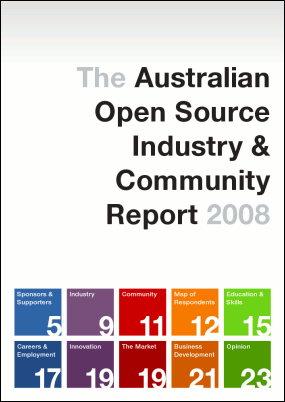 The Australian
Open Source
Industry &
Community
Report 2008
Sponsors &
Supporters
5
Industry
9
Community
11
Map of
Respondents
12
Education &
Skills
15
Careers &
Employment
17
Innovation
19
The Market
19
Business
Development
21
Opinion
23